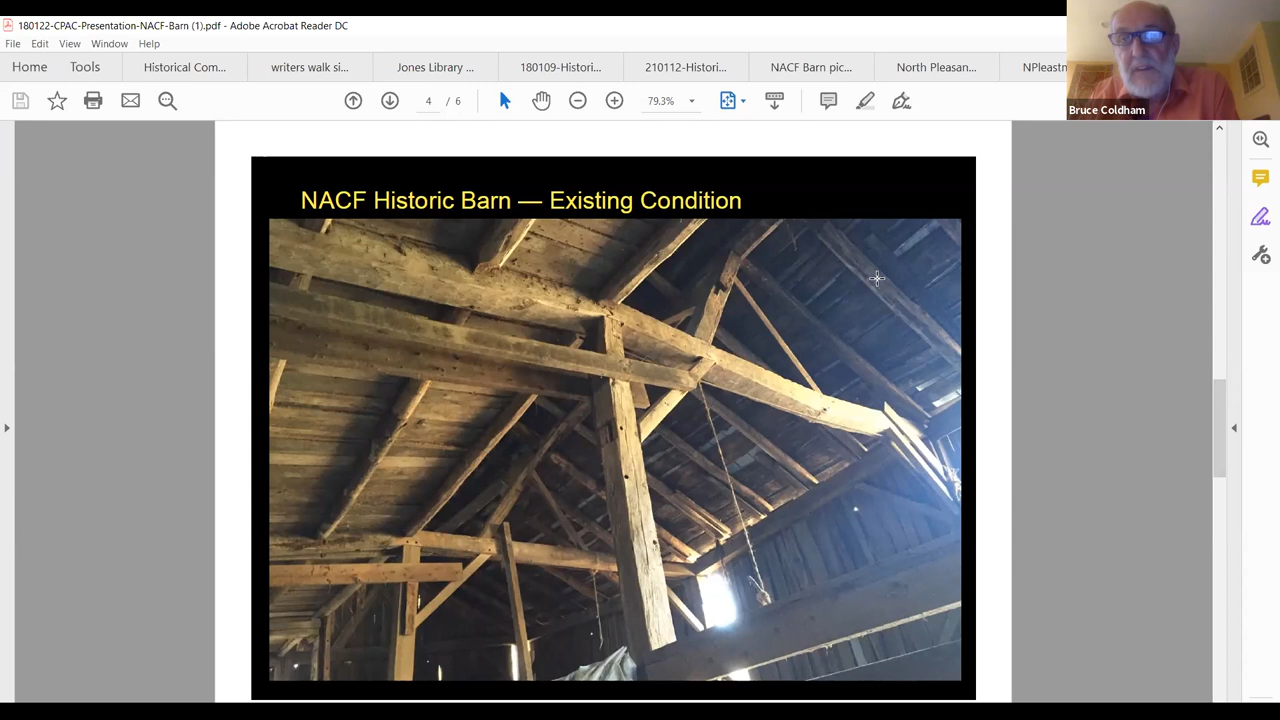 180122-CPAC-Presentation-NACF-Barn (1).pdf - Adobe Acrobat Reader DC
File Edit View Window Help
Home Tools Historical Com... writers walk si... Jones Library ... 180109-Histori... 210112-Histori... NACF Barn pic... North Pleasan... NPleastn
4 / 6 79.3%
Bruce Coldham
NACF Historic Barn — Existing Condition